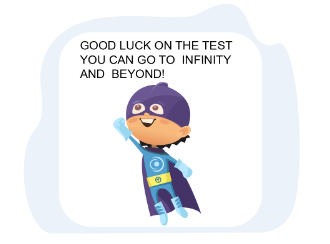 GOOD LUCK ON THE TEST
YOU CAN GO TO  INFINITY
AND  BEYOND!